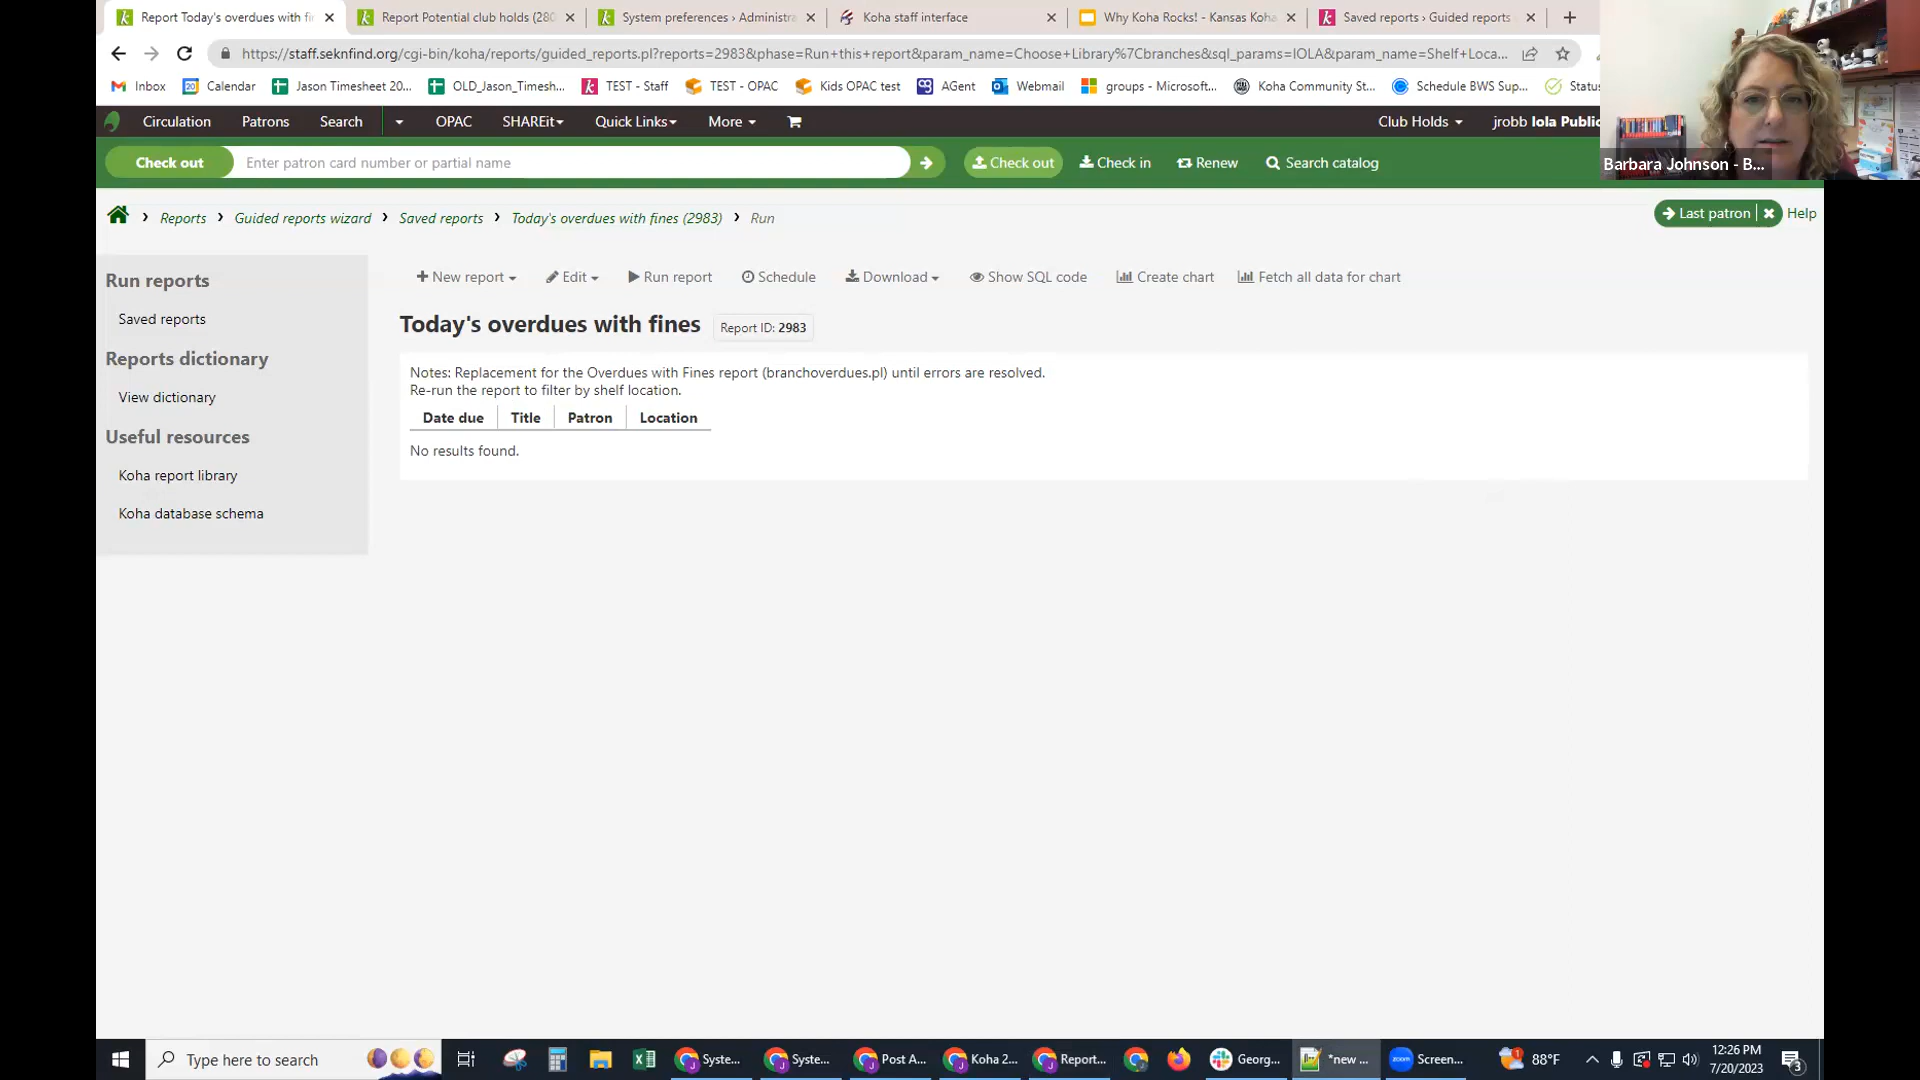 Report Today's overdues with fi
Report Potential club holds (280
System preferences › Administra
Koha staff interface
Why Koha Rocks! - Kansas Koha
Saved reports › Guided reports
https://staff.seknfind.org/cgi-bin/koha/reports/guided_reports.pl?reports=2983&phase=Run+this+report&param_name=Choose+Library%7Cbranches&sql_params=IOLA&param_name=Shelf+Loca...
Inbox
Calendar
Jason Timesheet 20...
OLD_Jason_Timesh...
TEST - Staff
TEST - OPAC
Kids OPAC test
AGent
Webmail
groups - Microsoft...
Koha Community St...
Schedule BWS Sup...
Status
Circulation
Patrons
Search
OPAC
SHAREit
Quick Links
More
Club Holds
jrobb Iola Public
Check out
Enter patron card number or partial name
Check out
Check in
Renew
Search catalog
Barbara Johnson - B...
Reports › Guided reports wizard › Saved reports › Today's overdues with fines (2983) › Run
Last patron
Help
Run reports
Saved reports
Reports dictionary
View dictionary
Useful resources
Koha report library
Koha database schema
+ New report
Edit
Run report
Schedule
Download
Show SQL code
Create chart
Fetch all data for chart
Today's overdues with fines
Report ID: 2983
Notes: Replacement for the Overdues with Fines report (branchoverdues.pl) until errors are resolved.
Re-run the report to filter by shelf location.
Date due Title Patron Location
No results found.
Type here to search
Syste...
Syste...
Post A...
Koha 2...
Report...
Georg...
*new ...
Screen...
88°F
12:26 PM
7/20/2023
3